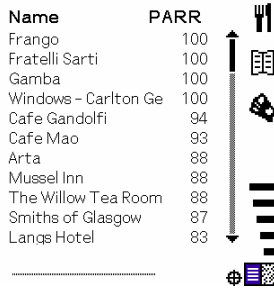 Name PARR
Frango 100
Fratelli Sarti 100
Gamba 100
Windows - Carlton Ge 100
Cafe Gandolfi 94
Cafe Mao 93
Arta 88
Mussel Inn 88
The Willow Tea Room 88
Smiths of Glasgow 87
Langs Hotel 83